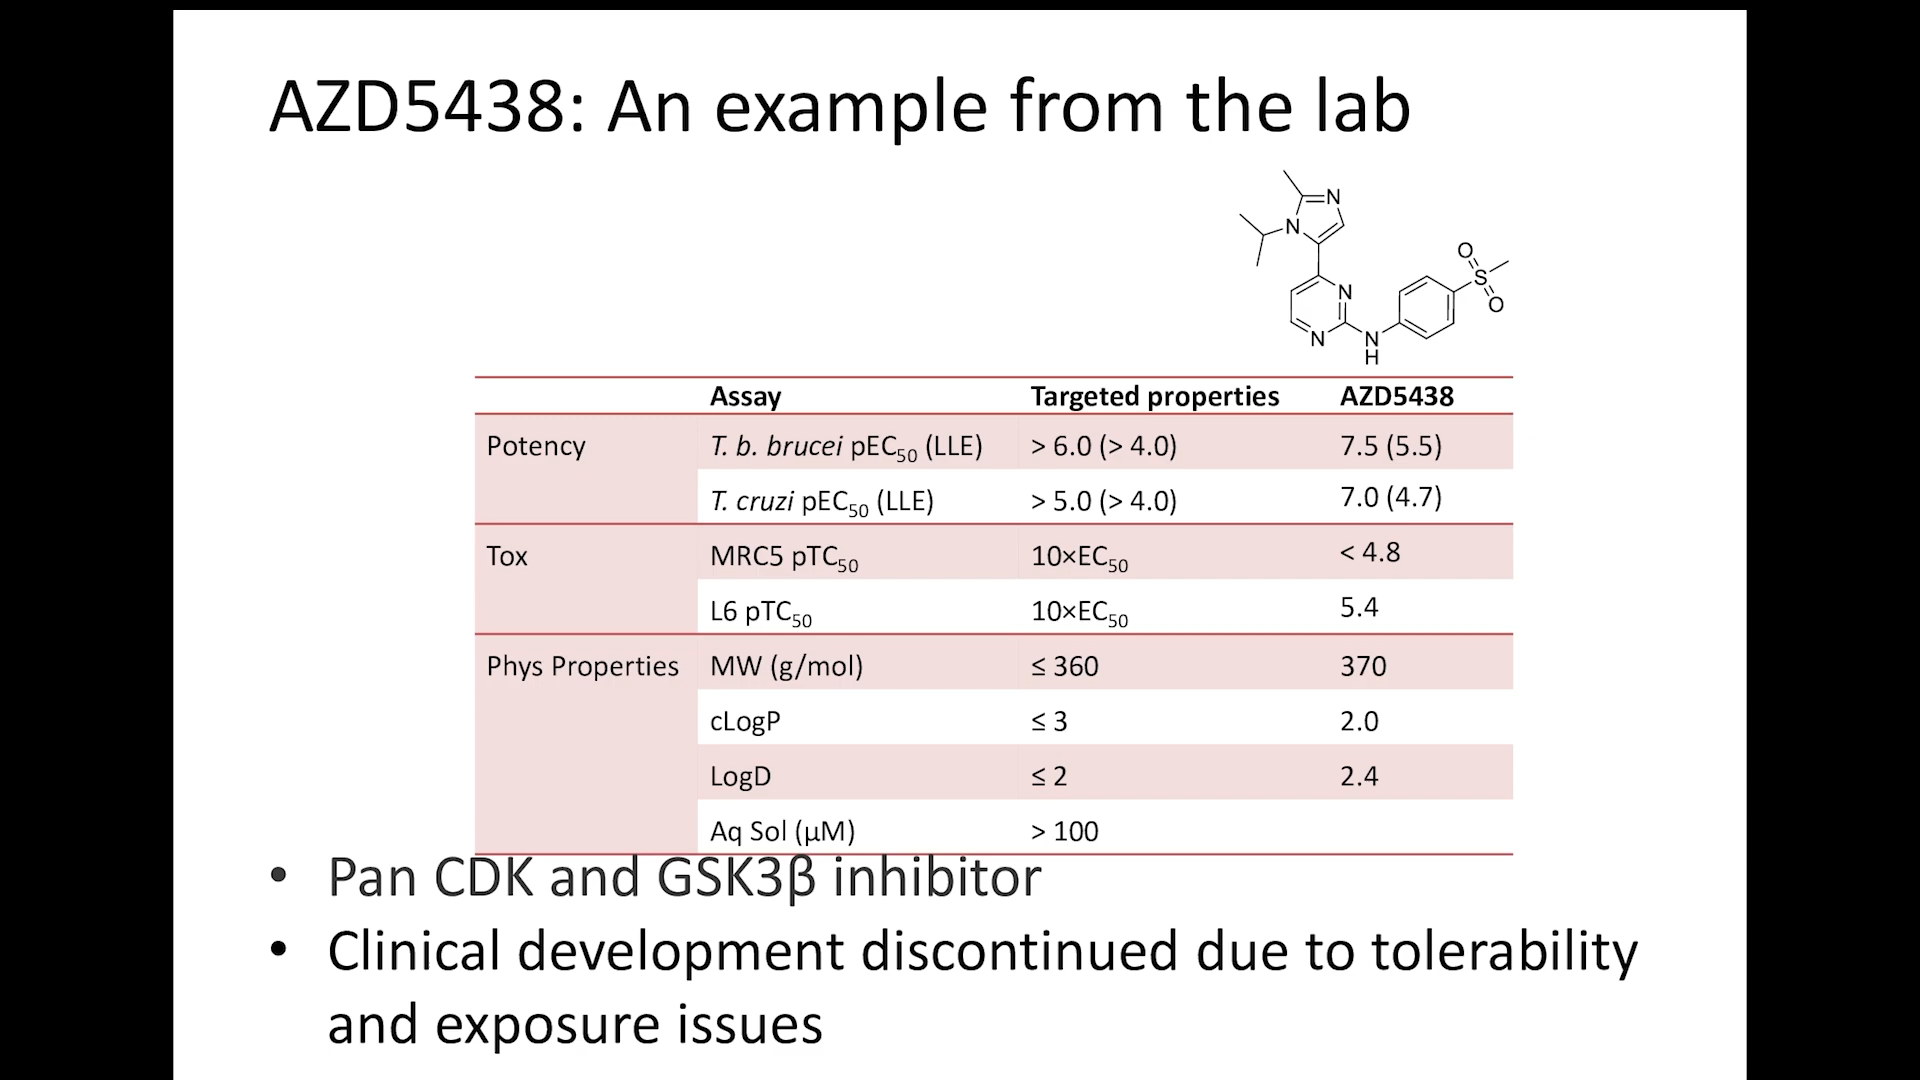 AZD5438: An example from the lab
N
N
N
N
N
H
O
S
O
Assay Targeted properties AZD5438
Potency T. b. brucei pEC50 (LLE) > 6.0 (> 4.0) 7.5 (5.5)
T. cruzi pEC50 (LLE) > 5.0 (> 4.0) 7.0 (4.7)
Tox MRC5 pTC50 10×EC50 < 4.8
L6 pTC50 10×EC50 5.4
Phys Properties MW (g/mol) ≤ 360 370
cLogP ≤ 3 2.0
LogD ≤ 2 2.4
Aq Sol (µM) > 100
• Pan CDK and GSK3β inhibitor
• Clinical development discontinued due to tolerability
and exposure issues